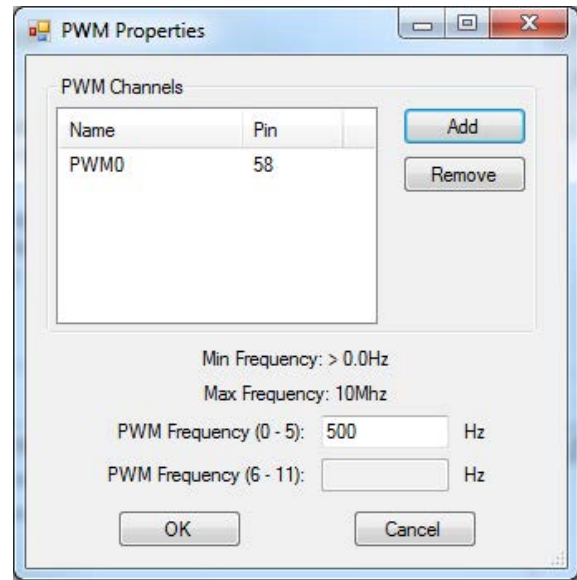 PWM Properties
PWM Channels
Name Pin
PWM0 58
Add
Remove
Min Frequency: > 0.0Hz
Max Frequency: 10Mhz
PWM Frequency (0 - 5): 500 Hz
PWM Frequency (6 - 11): Hz
OK Cancel